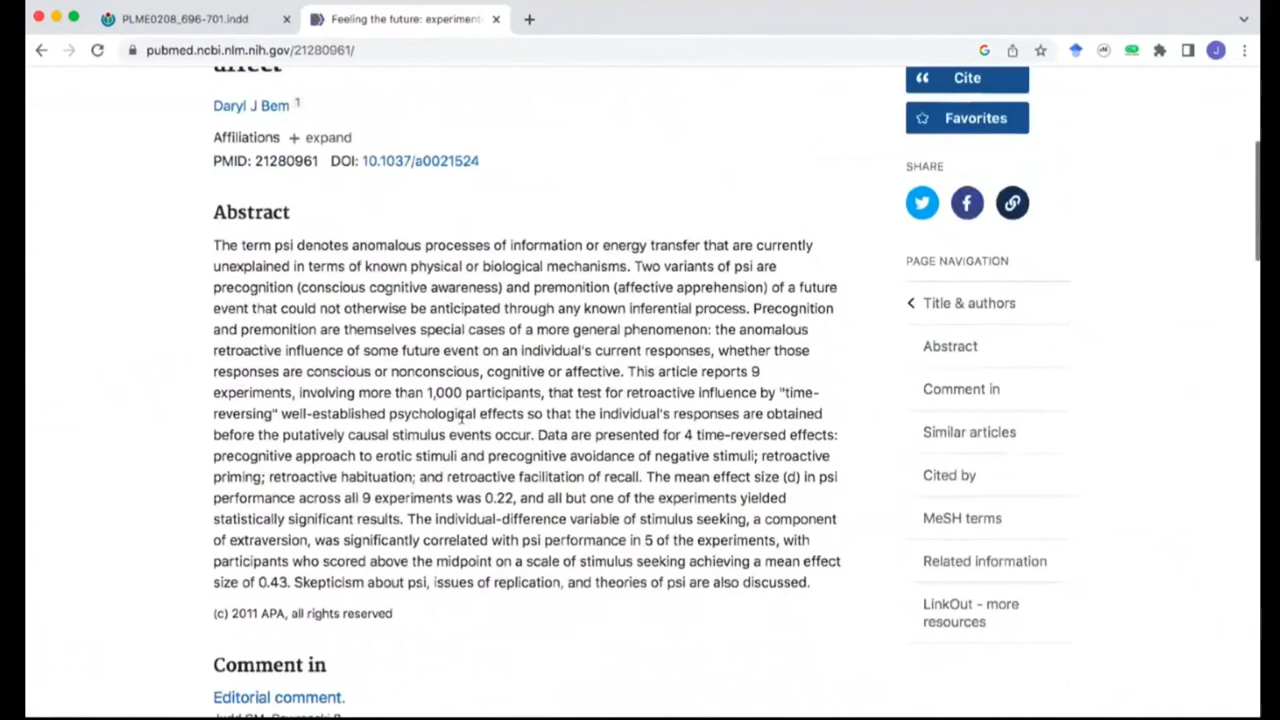 PLME0208_696-701.indd
Feeling the future: experiment
pubmed.ncbi.nlm.nih.gov/21280961/
J
affect
Daryl J Bem 1
Affiliations + expand
PMID: 21280961 DOI: 10.1037/a0021524
Abstract
The term psi denotes anomalous processes of information or energy transfer that are currently
unexplained in terms of known physical or biological mechanisms. Two variants of psi are
precognition (conscious cognitive awareness) and premonition (affective apprehension) of a future
event that could not otherwise be anticipated through any known inferential process. Precognition
and premonition are themselves special cases of a more general phenomenon: the anomalous
retroactive influence of some future event on an individual's current responses, whether those
responses are conscious or nonconscious, cognitive or affective. This article reports 9
experiments, involving more than 1,000 participants, that test for retroactive influence by "time-
reversing" well-established psychological effects so that the individual's responses are obtained
before the putatively causal stimulus events occur. Data are presented for 4 time-reversed effects:
precognitive approach to erotic stimuli and precognitive avoidance of negative stimuli; retroactive
priming; retroactive habituation; and retroactive facilitation of recall. The mean effect size (d) in psi
performance across all 9 experiments was 0.22, and all but one of the experiments yielded
statistically significant results. The individual-difference variable of stimulus seeking, a component
of extraversion, was significantly correlated with psi performance in 5 of the experiments, with
participants who scored above the midpoint on a scale of stimulus seeking achieving a mean effect
size of 0.43. Skepticism about psi, issues of replication, and theories of psi are also discussed.
(c) 2011 APA, all rights reserved
Comment in
Editorial comment.
Cite
Favorites
SHARE
PAGE NAVIGATION
Title & authors
Abstract
Comment in
Similar articles
Cited by
MeSH terms
Related information
LinkOut - more
resources